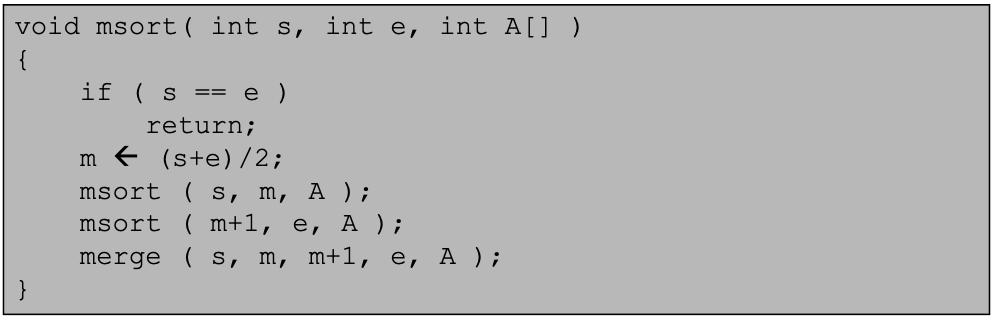 void msort( int s, int e, int A[] )
{
    if ( s == e )
        return;
    m ← (s+e)/2;
    msort ( s, m, A );
    msort ( m+1, e, A );
    merge ( s, m, m+1, e, A );
}